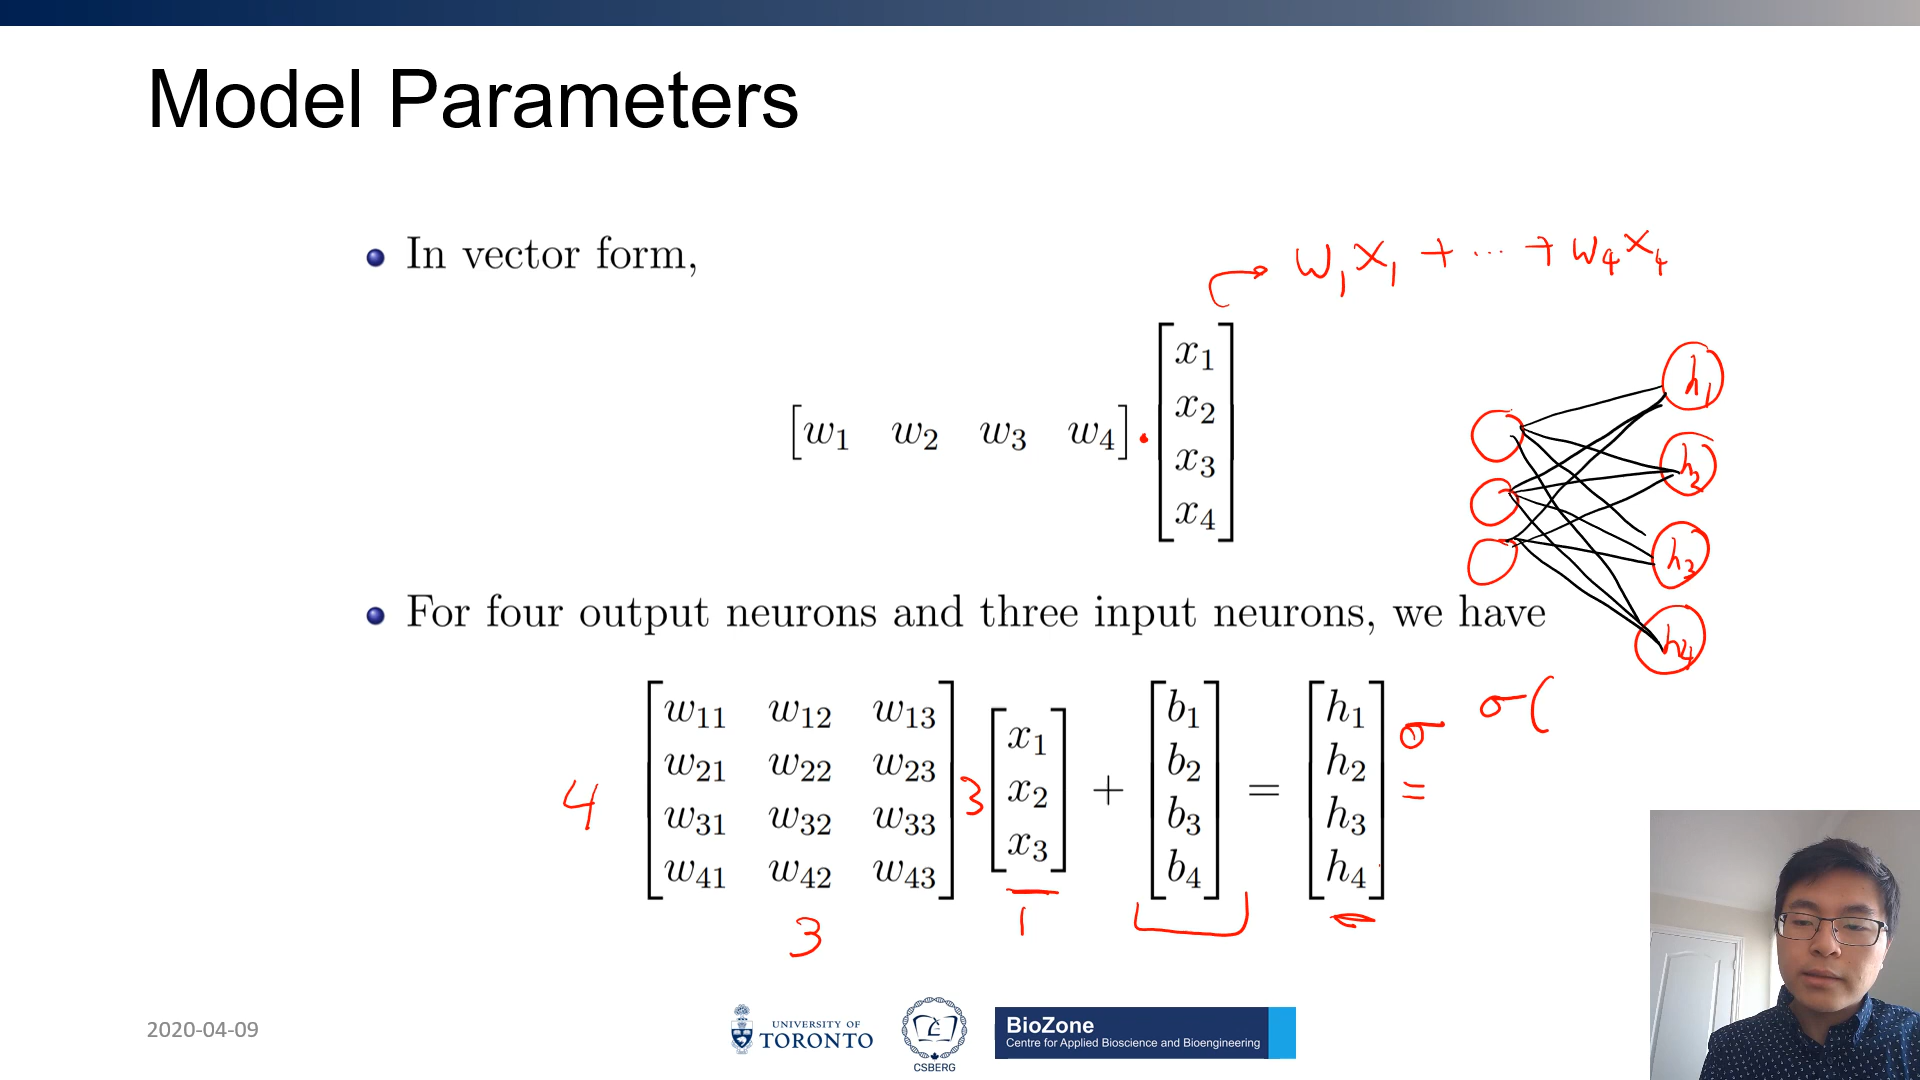 Model Parameters
In vector form,
w₁x₁ + ... + w₄x₄
[w₁ w₂ w₃ w₄] · [x₁
x₂
x₃
x₄]
h₁
h₂
h₃
h₄
For four output neurons and three input neurons, we have
[w₁₁ w₁₂ w₁₃
w₂₁ w₂₂ w₂₃
w₃₁ w₃₂ w₃₃
w₄₁ w₄₂ w₄₃]
[x₁
x₂
x₃]
+
[b₁
b₂
b₃
b₄]
=
[h₁
h₂
h₃
h₄]
σ σ(
=
4
3
3
1
2020-04-09
UNIVERSITY OF
TORONTO
CSBERG
BioZone
Centre for Applied Bioscience and Bioengineering